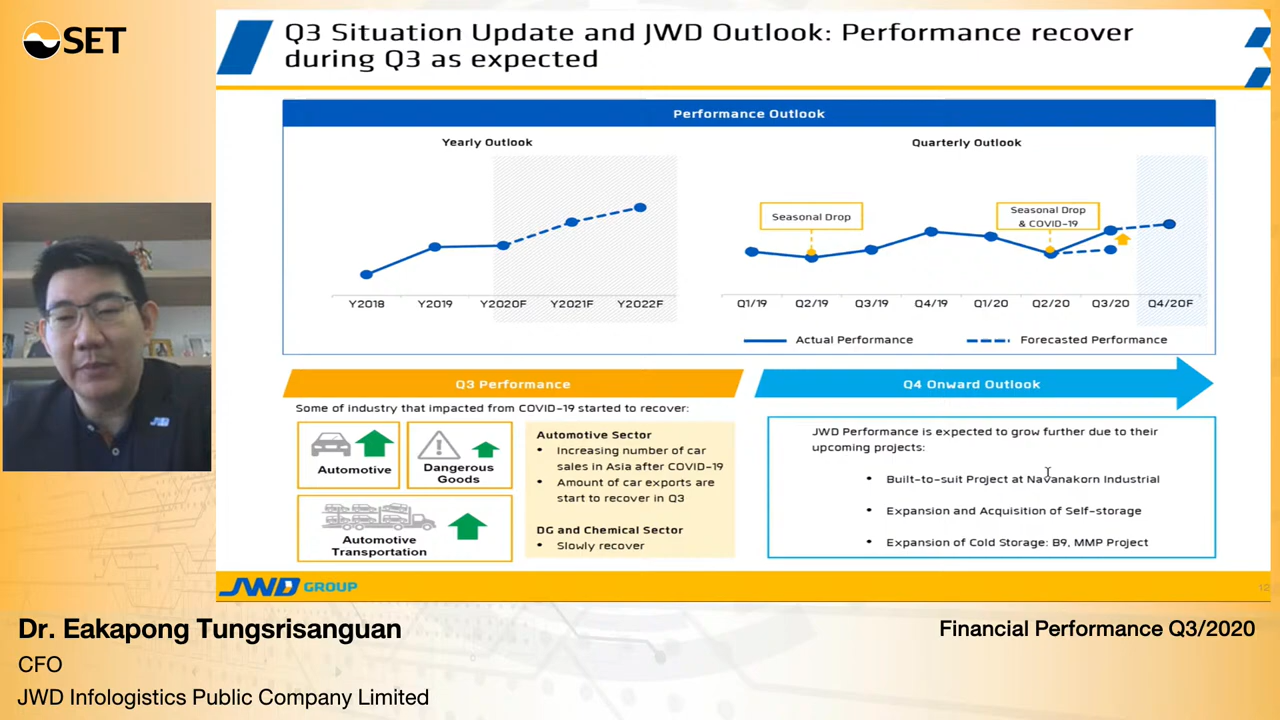 SET
Q3 Situation Update and JWD Outlook: Performance recover
during Q3 as expected
Performance Outlook
Yearly Outlook
Quarterly Outlook
Seasonal Drop
Seasonal Drop
& COVID-19
Y2018 Y2019 Y2020F Y2021F Y2022F
Q1/19 Q2/19 Q3/19 Q4/19 Q1/20 Q2/20 Q3/20 Q4/20F
Actual Performance
Forecasted Performance
Q3 Performance
Some of industry that impacted from COVID-19 started to recover:
Automotive
Dangerous
Goods
Automotive
Transportation
Automotive Sector
• Increasing number of car
sales in Asia after COVID-19
• Amount of car exports are
start to recover in Q3
DG and Chemical Sector
• Slowly recover
Q4 Onward Outlook
JWD Performance is expected to grow further due to their
upcoming projects:
• Built-to-suit Project at Navanakorn Industrial
• Expansion and Acquisition of Self-storage
• Expansion of Cold Storage: B9, MMP Project
JWD GROUP
12
JWD
Dr. Eakapong Tungsrisanguan
CFO
JWD Infologistics Public Company Limited
Financial Performance Q3/2020